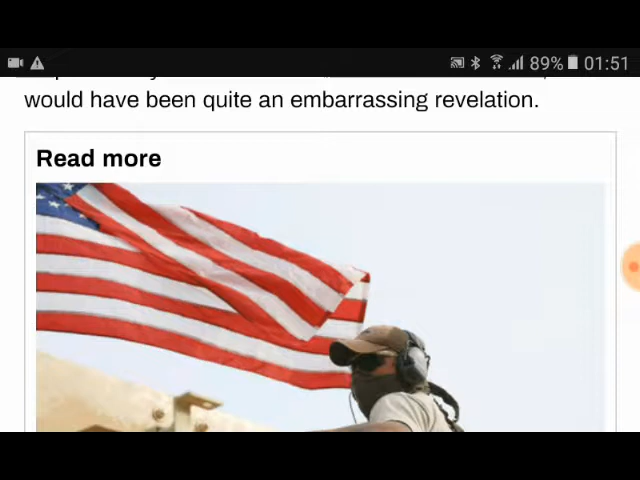 89% 01:51
would have been quite an embarrassing revelation.
Read more